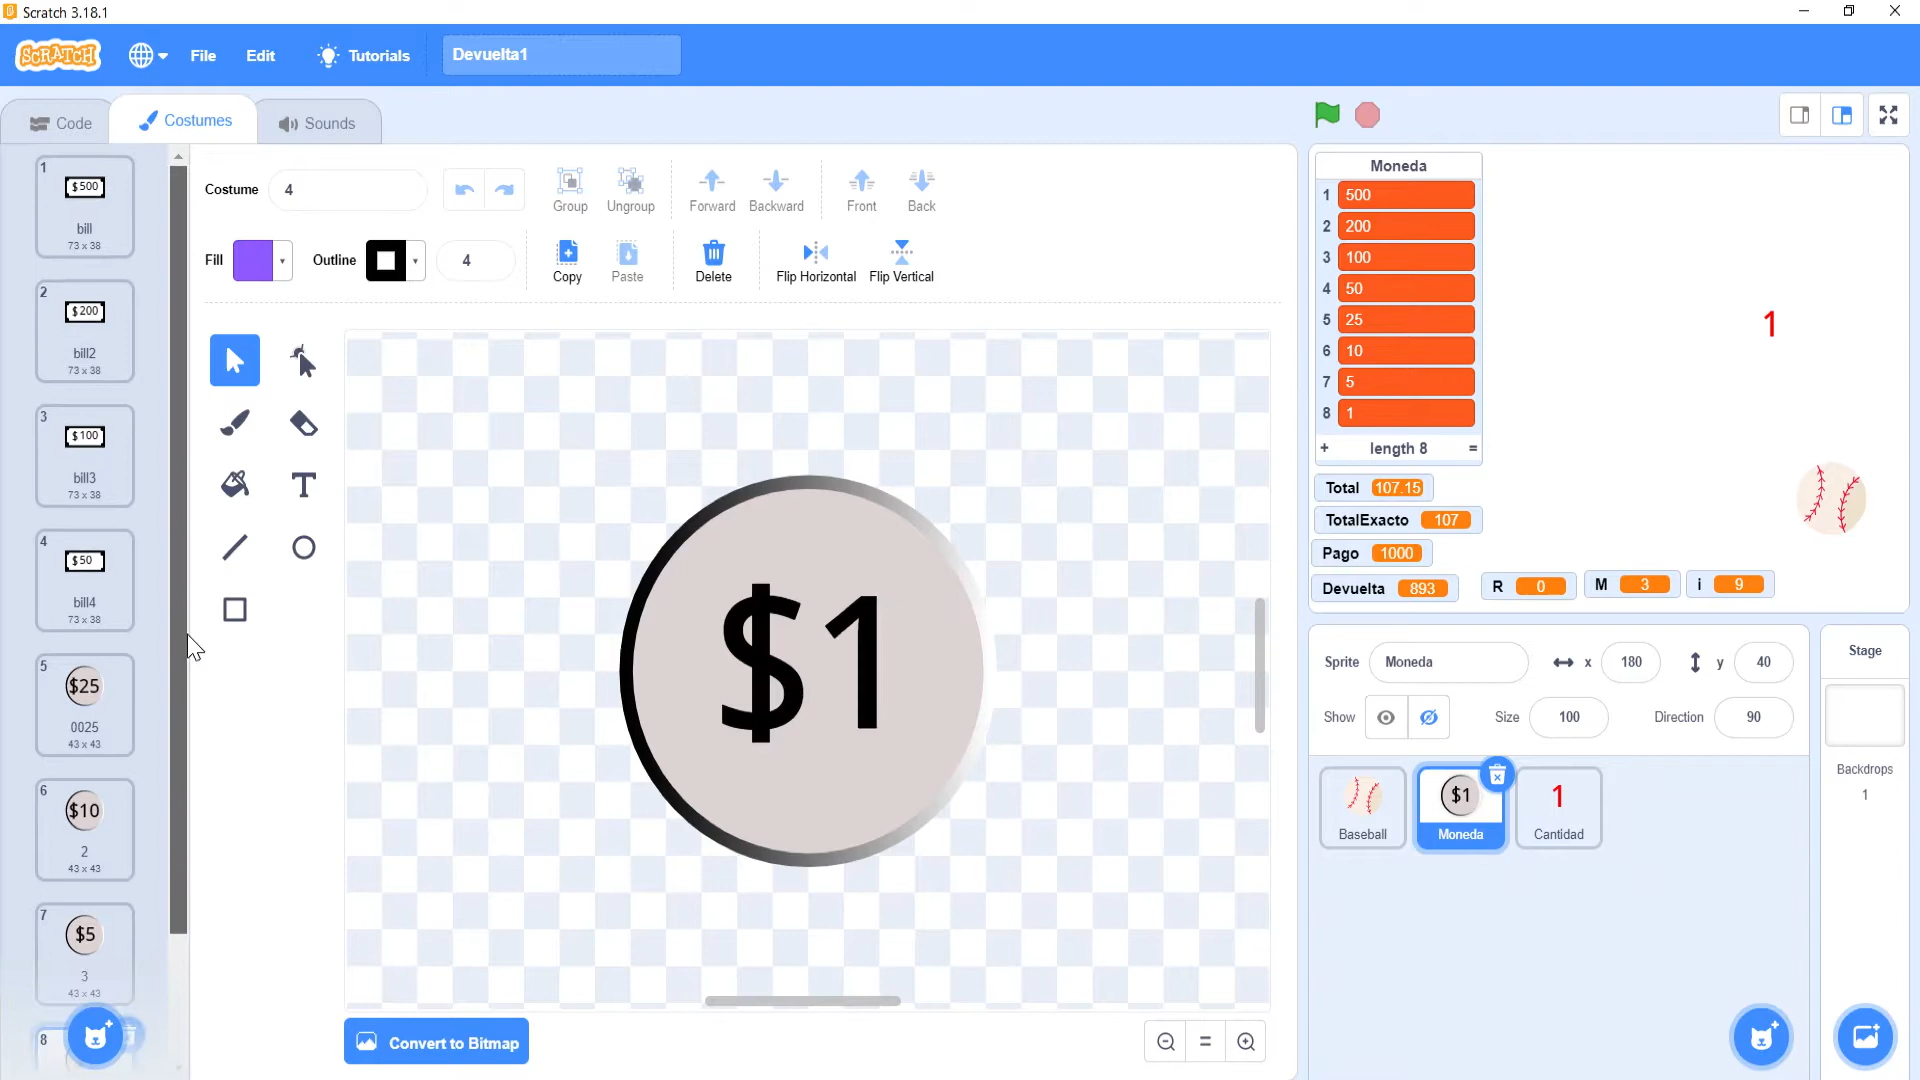 Scratch 3.18.1
SCRATCH
File
Edit
Tutorials
Devuelta1
Code
Costumes
Sounds
1
$500
bill
73 x 38
2
$200
bill2
73 x 38
3
$100
bill3
73 x 38
4
$50
bill4
73 x 38
5
$25
0025
43 x 43
6
$10
2
43 x 43
7
$5
3
43 x 43
8
Costume
4
Group
Ungroup
Forward
Backward
Front
Back
Fill
Outline
4
Copy
Paste
Delete
Flip Horizontal
Flip Vertical
T
$1
Convert to Bitmap
Moneda
1 500
2 200
3 100
4 50
5 25
6 10
7 5
8 1
+ length 8 =
Total 107.15
TotalExacto 107
Pago 1000
Devuelta 893
R 0
M 3
i 9
1
Sprite
Moneda
x 180
y 40
Show
Size 100
Direction 90
Baseball
$1
Moneda
1
Cantidad
Stage
Backdrops
1